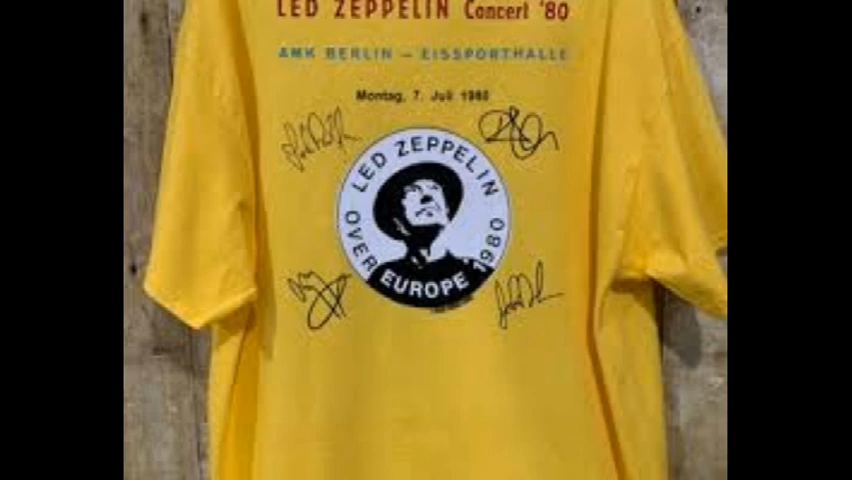 LED ZEPPELIN Concert '80
AMK BERLIN – EISSPORTHALLE
Montag, 7. Juli 1980
LED ZEPPELIN
OVER EUROPE 1980